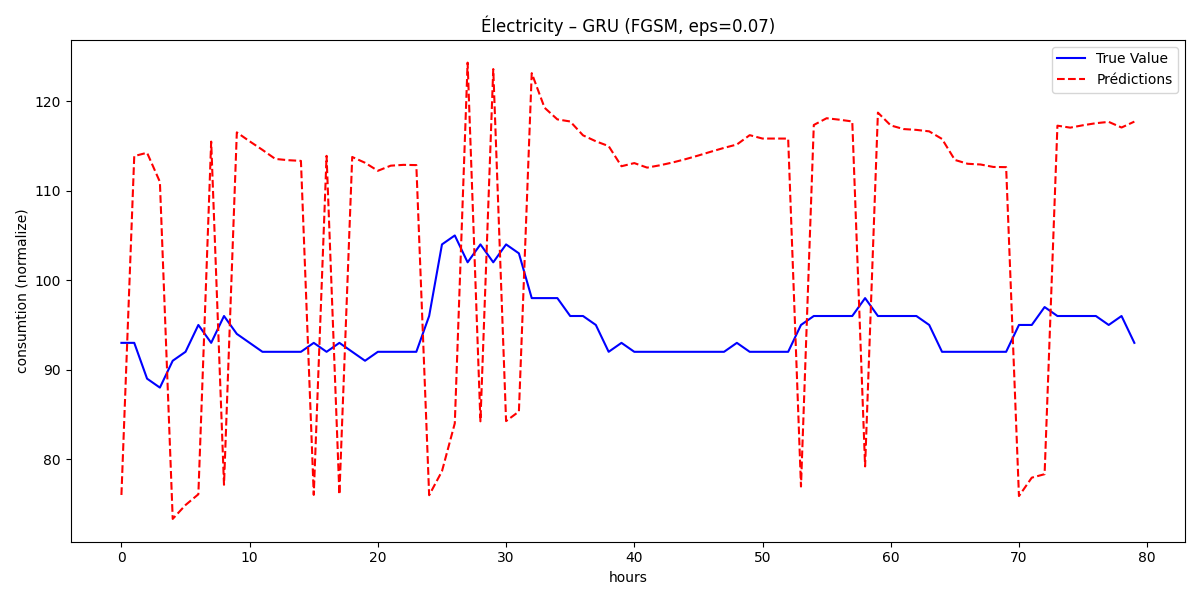 Électricity – GRU (FGSM, eps=0.07)
True Value
Prédictions
consumtion (normalize)
120
110
100
90
80
0 10 20 30 40 50 60 70 80
hours